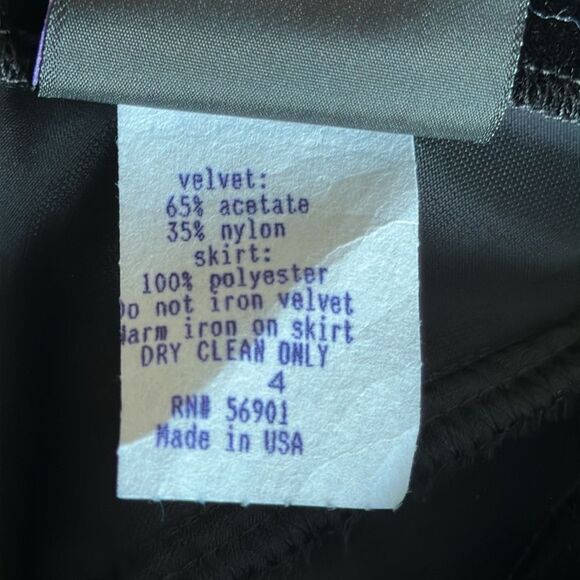 velvet:
65% acetate
35% nylon
skirt:
100% polyester
Do not iron velvet
Warm iron on skirt
DRY CLEAN ONLY
4
RN# 56901
Made in USA